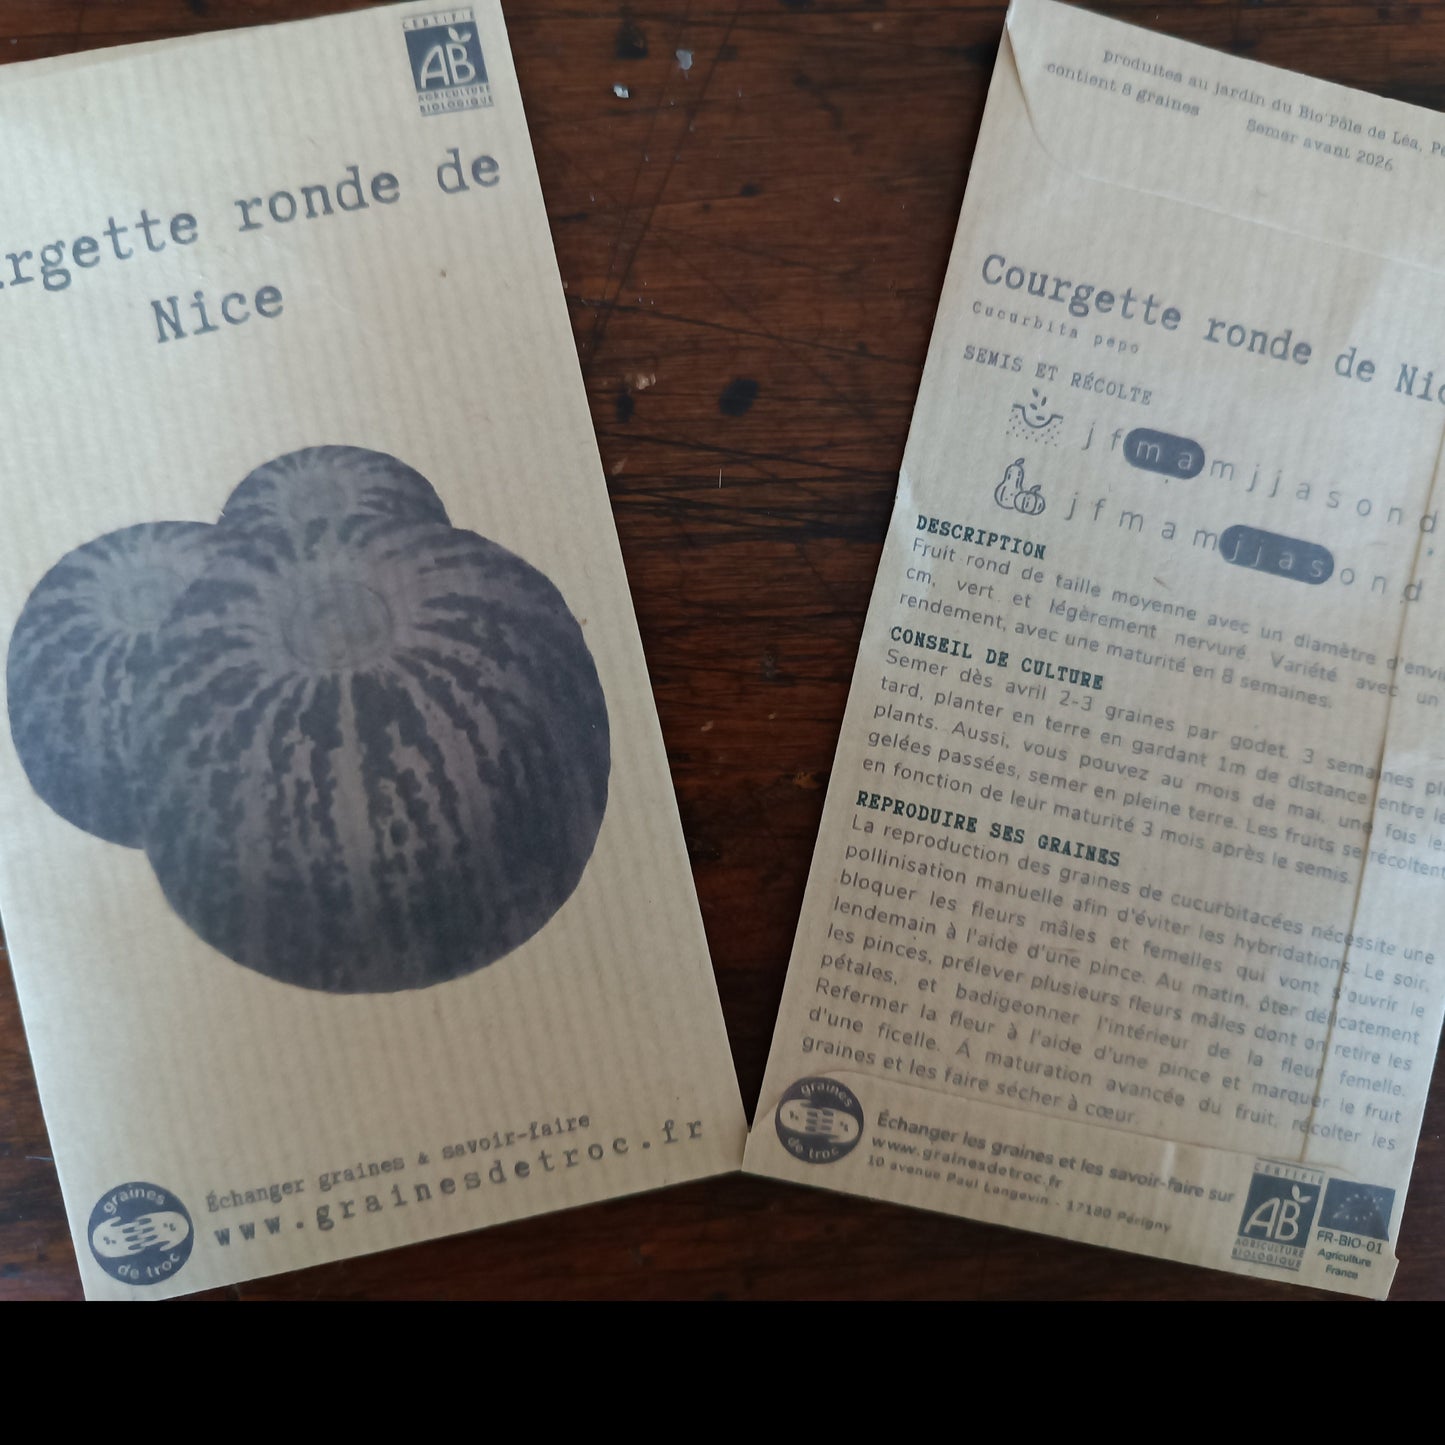 CERTIFIÉ
AB
AGRICULTURE
BIOLOGIQUE
rgette ronde de
Nice
graines
de troc
Échanger graines & savoir-faire
www.grainesdetroc.fr
produites au jardin du Bio'Pôle de Léa,
contient 8 graines
Semer avant 2026
Courgette ronde de Nic
Cucurbita pepo
SEMIS ET RÉCOLTE
j f m a m j j a s o n d
j f m a m j j a s o n d
DESCRIPTION
Fruit rond de taille moyenne avec un diamètre d'envi
cm, vert et légèrement nervuré. Variété avec un
rendement, avec une maturité en 8 semaines.
CONSEIL DE CULTURE
Semer dès avril 2-3 graines par godet. 3 semaines pl
tard, planter en terre en gardant 1m de distance entre le
plants. Aussi, vous pouvez au mois de mai, une fois les
gelées passées, semer en pleine terre. Les fruits se récoltent
en fonction de leur maturité 3 mois après le semis.
REPRODUIRE SES GRAINES
La reproduction des graines de cucurbitacées nécessite une
pollinisation manuelle afin d'éviter les hybridations. Le soir,
bloquer les fleurs mâles et femelles qui vont s'ouvrir le
lendemain à l'aide d'une pince. Au matin, ôter délicatement
les pinces, prélever plusieurs fleurs mâles dont on retire les
pétales, et badigeonner l'intérieur de la fleur femelle.
Refermer la fleur à l'aide d'une pince et marquer le fruit
d'une ficelle. À maturation avancée du fruit, récolter les
graines et les faire sécher à cœur.
graines
de troc
Échanger les graines et les savoir-faire sur
www.grainesdetroc.fr
10 avenue Paul Langevin - 17180 Périgny
CERTIFIÉ
AB
AGRICULTURE
BIOLOGIQUE
FR-BIO-01
Agriculture
France